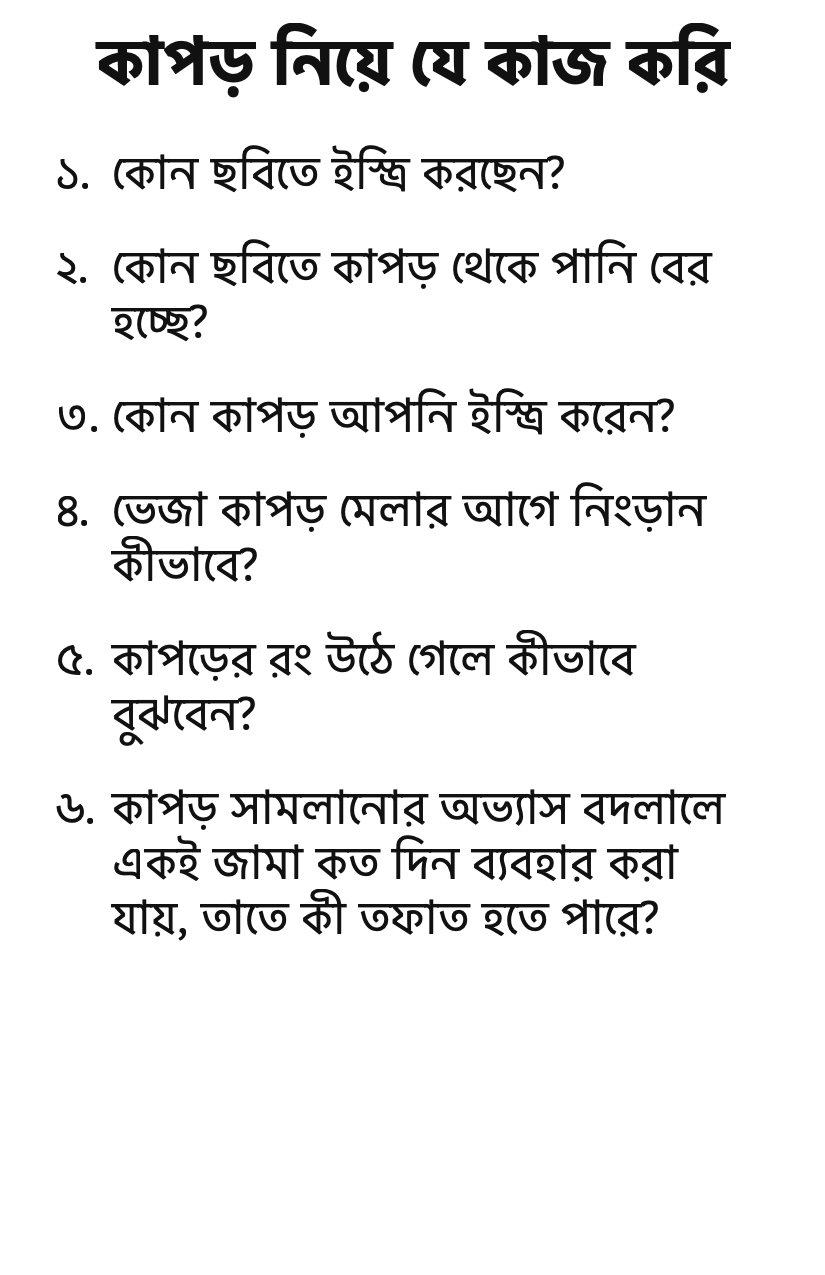 কাপড় নিয়ে যে কাজ করি
১. কোন ছবিতে ইস্ত্রি করছেন?
২. কোন ছবিতে কাপড় থেকে পানি বের
হচ্ছে?
৩. কোন কাপড় আপনি ইস্ত্রি করেন?
৪. ভেজা কাপড় মেলার আগে নিংড়ান
কীভাবে?
৫. কাপড়ের রং উঠে গেলে কীভাবে
বুঝবেন?
৬. কাপড় সামলানোর অভ্যাস বদলালে
একই জামা কত দিন ব্যবহার করা
যায়, তাতে কী তফাত হতে পারে?